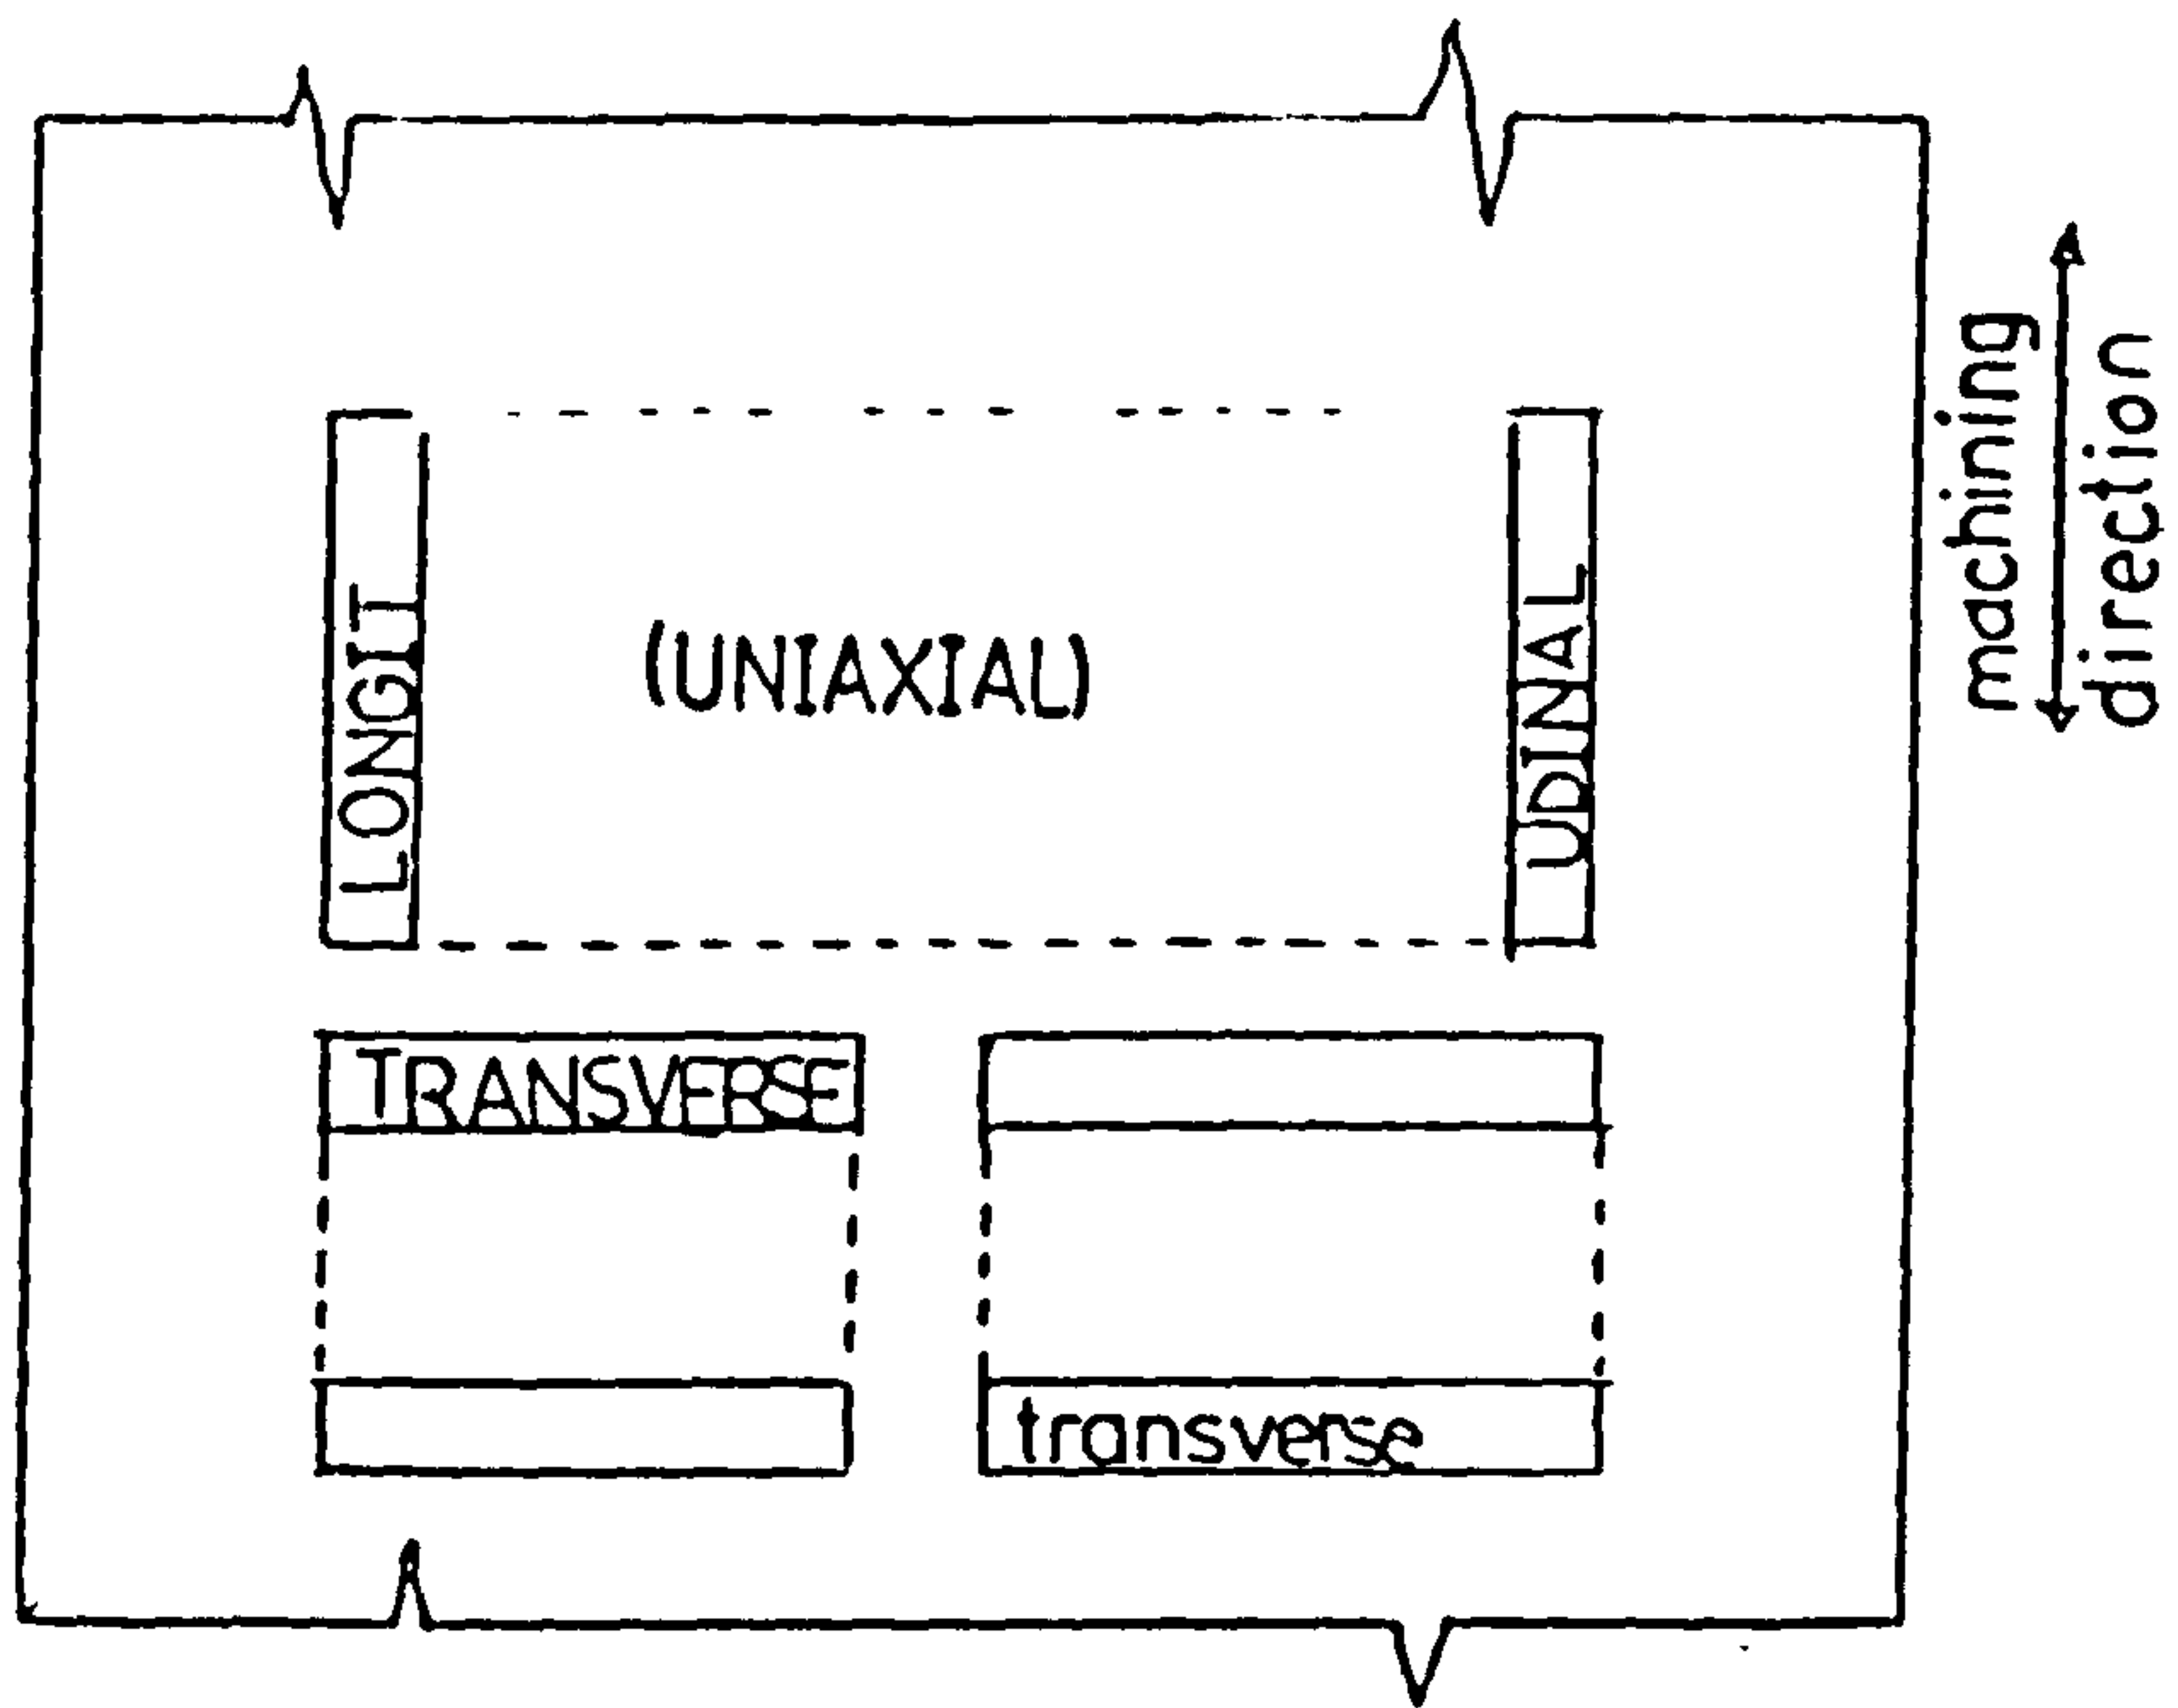 LONGIT
(UNIAXIAL)
UDINAL
machining
direction
TRANSVERSE
transverse